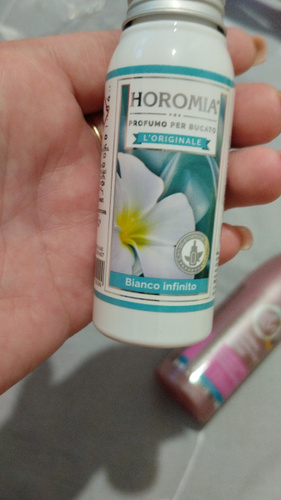 HOROMIA®
PROFUMO PER BUCATO
L'ORIGINALE
Bianco infinito